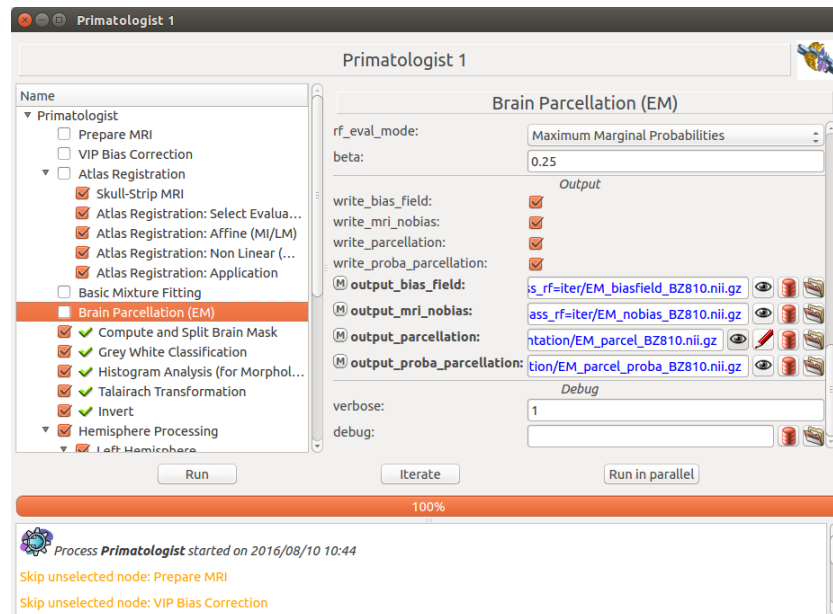 Primatologist 1
Primatologist 1
Name
Primatologist
Prepare MRI
VIP Bias Correction
Atlas Registration
Skull-Strip MRI
Atlas Registration: Select Evalua...
Atlas Registration: Affine (MI/LM)
Atlas Registration: Non Linear (...
Atlas Registration: Application
Basic Mixture Fitting
Brain Parcellation (EM)
Compute and Split Brain Mask
Grey White Classification
Histogram Analysis (for Morphol...
Talairach Transformation
Invert
Hemisphere Processing
Left Hemisphere
Brain Parcellation (EM)
rf_eval_mode: Maximum Marginal Probabilities
beta: 0.25
Output
write_bias_field:
write_mri_nobias:
write_parcellation:
write_proba_parcellation:
M output_bias_field: ss_rf=iter/EM_biasfield_BZ810.nii.gz
M output_mri_nobias: ass_rf=iter/EM_nobias_BZ810.nii.gz
M output_parcellation: ntation/EM_parcel_BZ810.nii.gz
M output_proba_parcellation: tion/EM_parcel_proba_BZ810.nii.gz
Debug
verbose: 1
debug:
Run Iterate Run in parallel
100%
Process Primatologist started on 2016/08/10 10:44
Skip unselected node: Prepare MRI
Skip unselected node: VIP Bias Correction